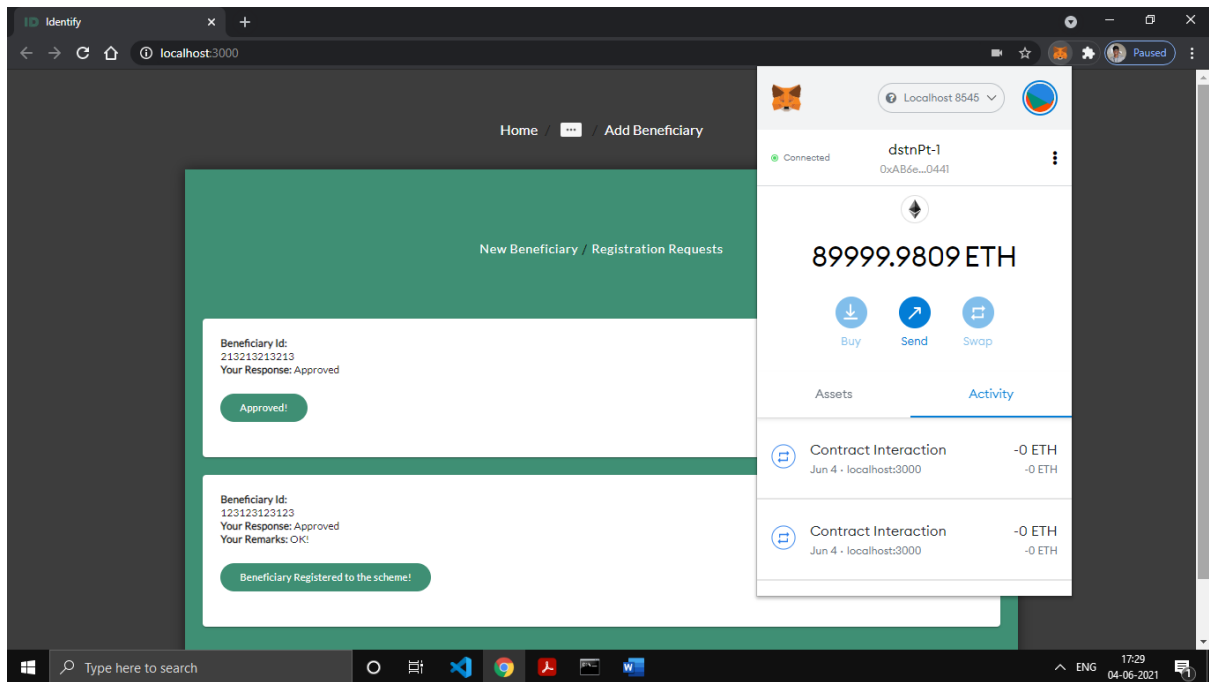 ID Identify
localhost:3000
Paused
Home / ... / Add Beneficiary
New Beneficiary / Registration Requests
Beneficiary Id:
213213213213
Your Response: Approved
Approved!
Beneficiary Id:
123123123123
Your Response: Approved
Your Remarks: OK!
Beneficiary Registered to the scheme!
Localhost 8545
Connected
dstnPt-1
0xAB6e...0441
89999.9809 ETH
Buy Send Swap
Assets Activity
Contract Interaction -0 ETH
Jun 4 · localhost:3000 -0 ETH
Contract Interaction -0 ETH
Jun 4 · localhost:3000 -0 ETH
Type here to search
ENG
17:29
04-06-2021
1